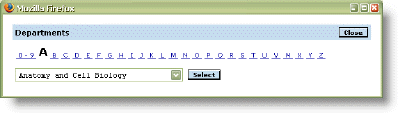 Mozilla Firefox
Departments Close
0-9 A B C D E F G H I J K L M N O P Q R S T U V W X Y Z
Anatomy and Cell Biology Select